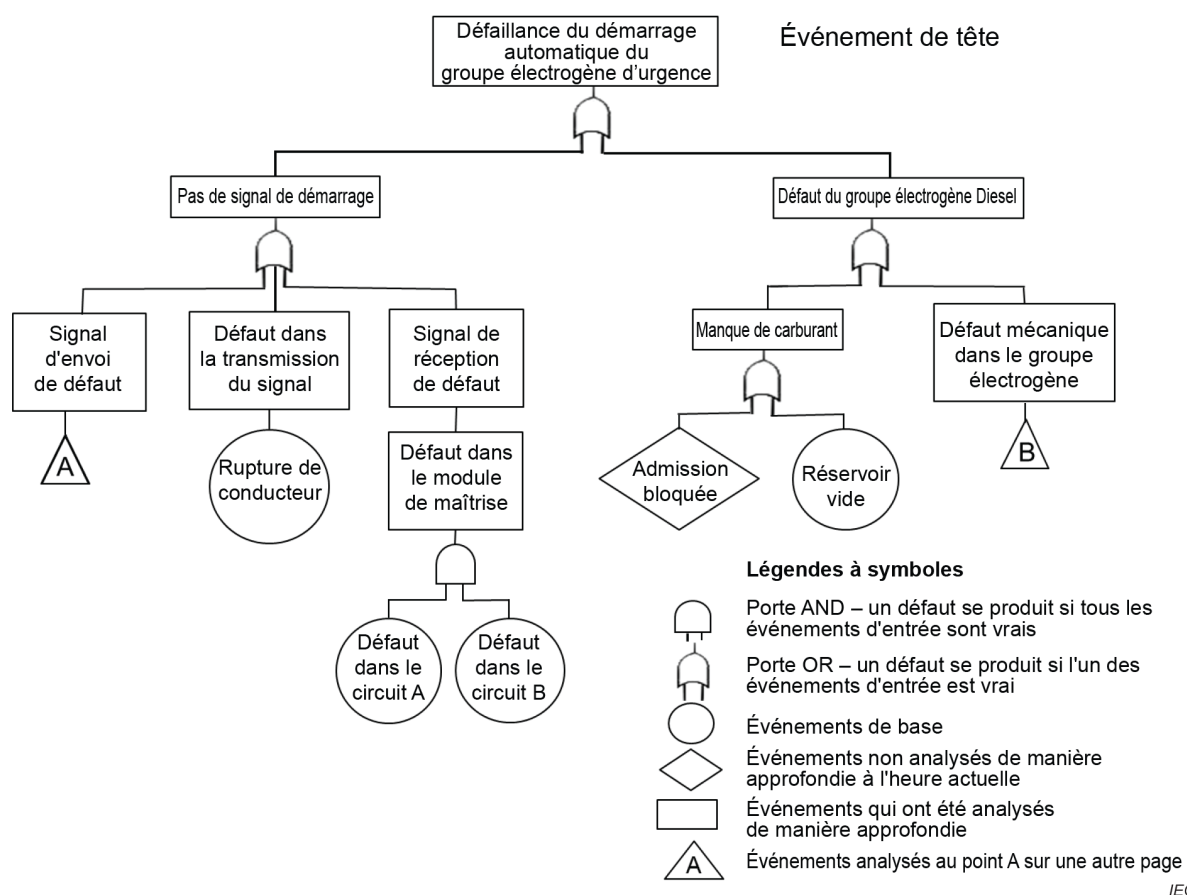 Défaillance du démarrage
automatique du
groupe électrogène d'urgence
Événement de tête
Pas de signal de démarrage
Défaut du groupe électrogène Diesel
Signal
d'envoi
de défaut
Défaut dans
la transmission
du signal
Signal de
réception
de défaut
Manque de carburant
Défaut mécanique
dans le groupe
électrogène
A
Rupture de
conducteur
Défaut dans
le module
de maîtrise
Admission
bloquée
Réservoir
vide
B
Défaut
dans le
circuit A
Défaut
dans le
circuit B
Légendes à symboles
Porte AND – un défaut se produit si tous les
événements d'entrée sont vrais
Porte OR – un défaut se produit si l'un des
événements d'entrée est vrai
Événements de base
Événements non analysés de manière
approfondie à l'heure actuelle
Événements qui ont été analysés
de manière approfondie
A
Événements analysés au point A sur une autre page